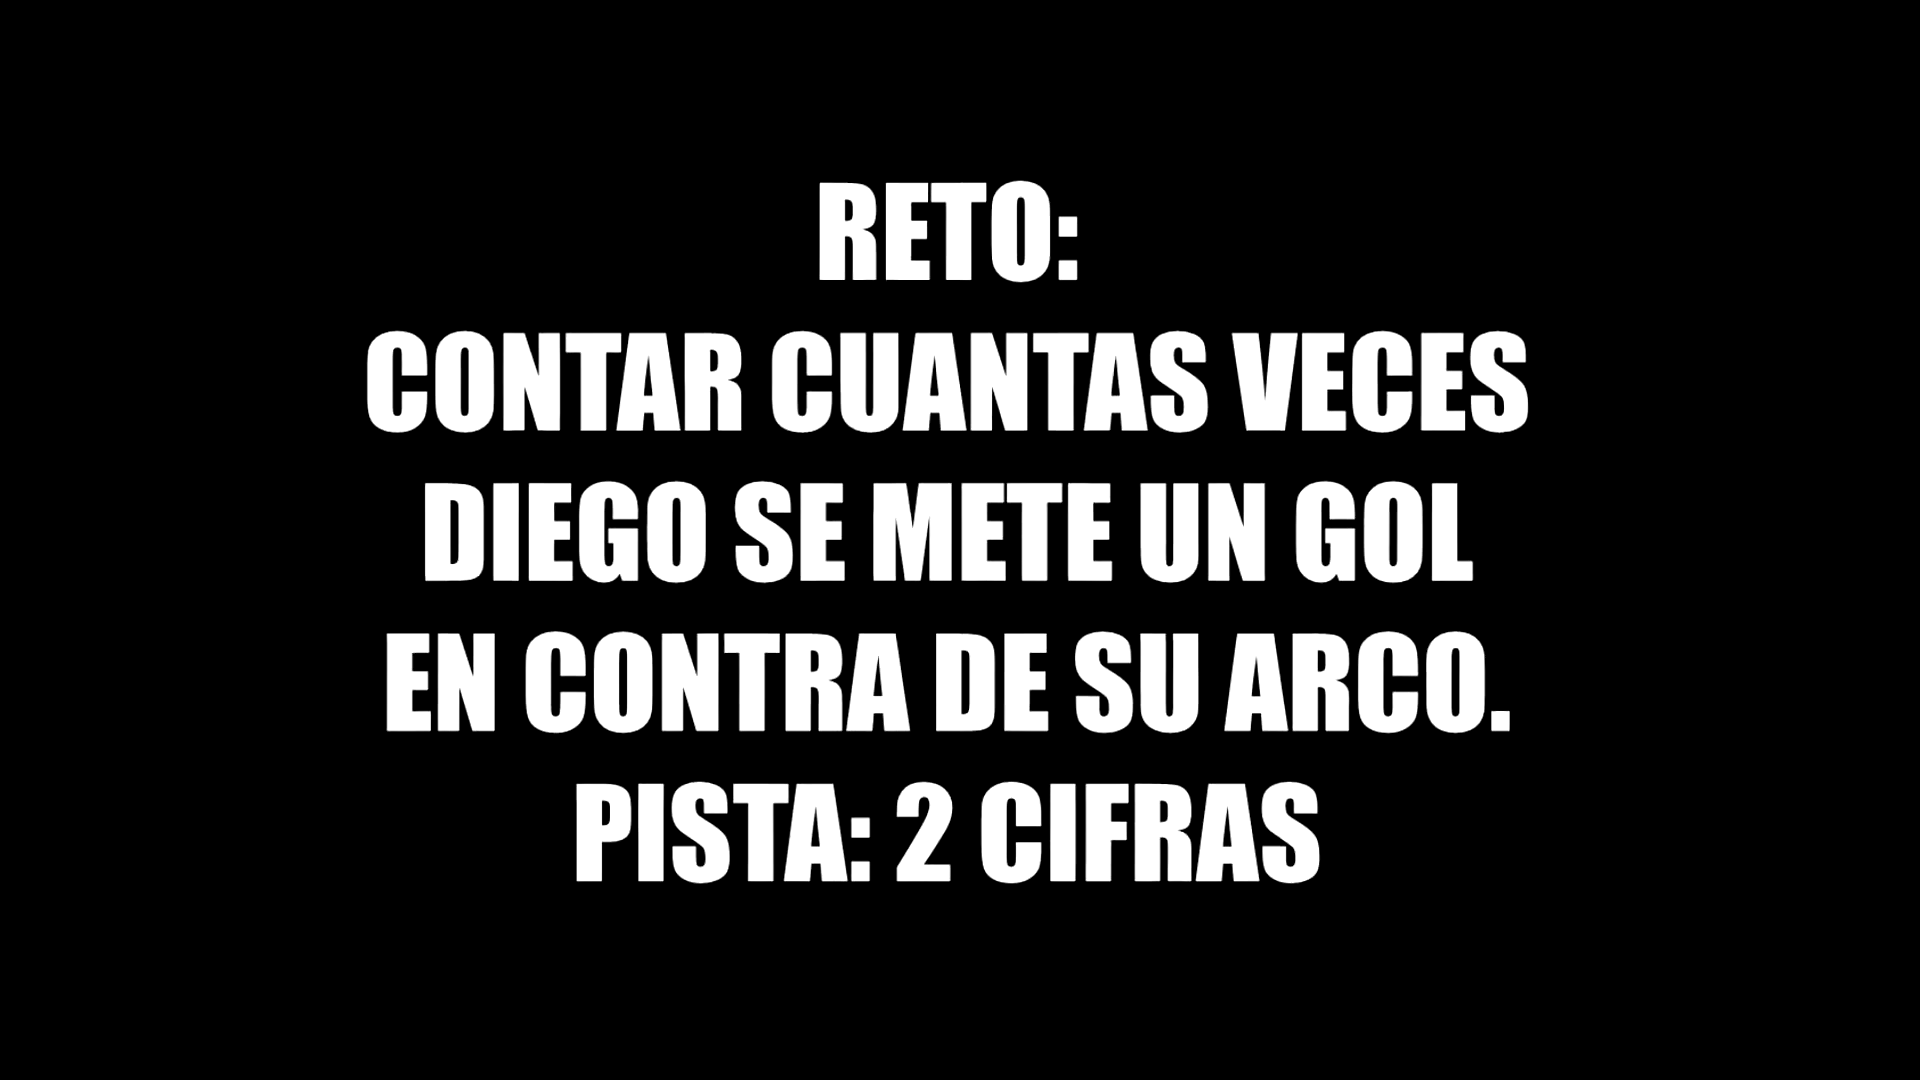 RETO:
CONTAR CUANTAS VECES
DIEGO SE METE UN GOL
EN CONTRA DE SU ARCO.
PISTA: 2 CIFRAS